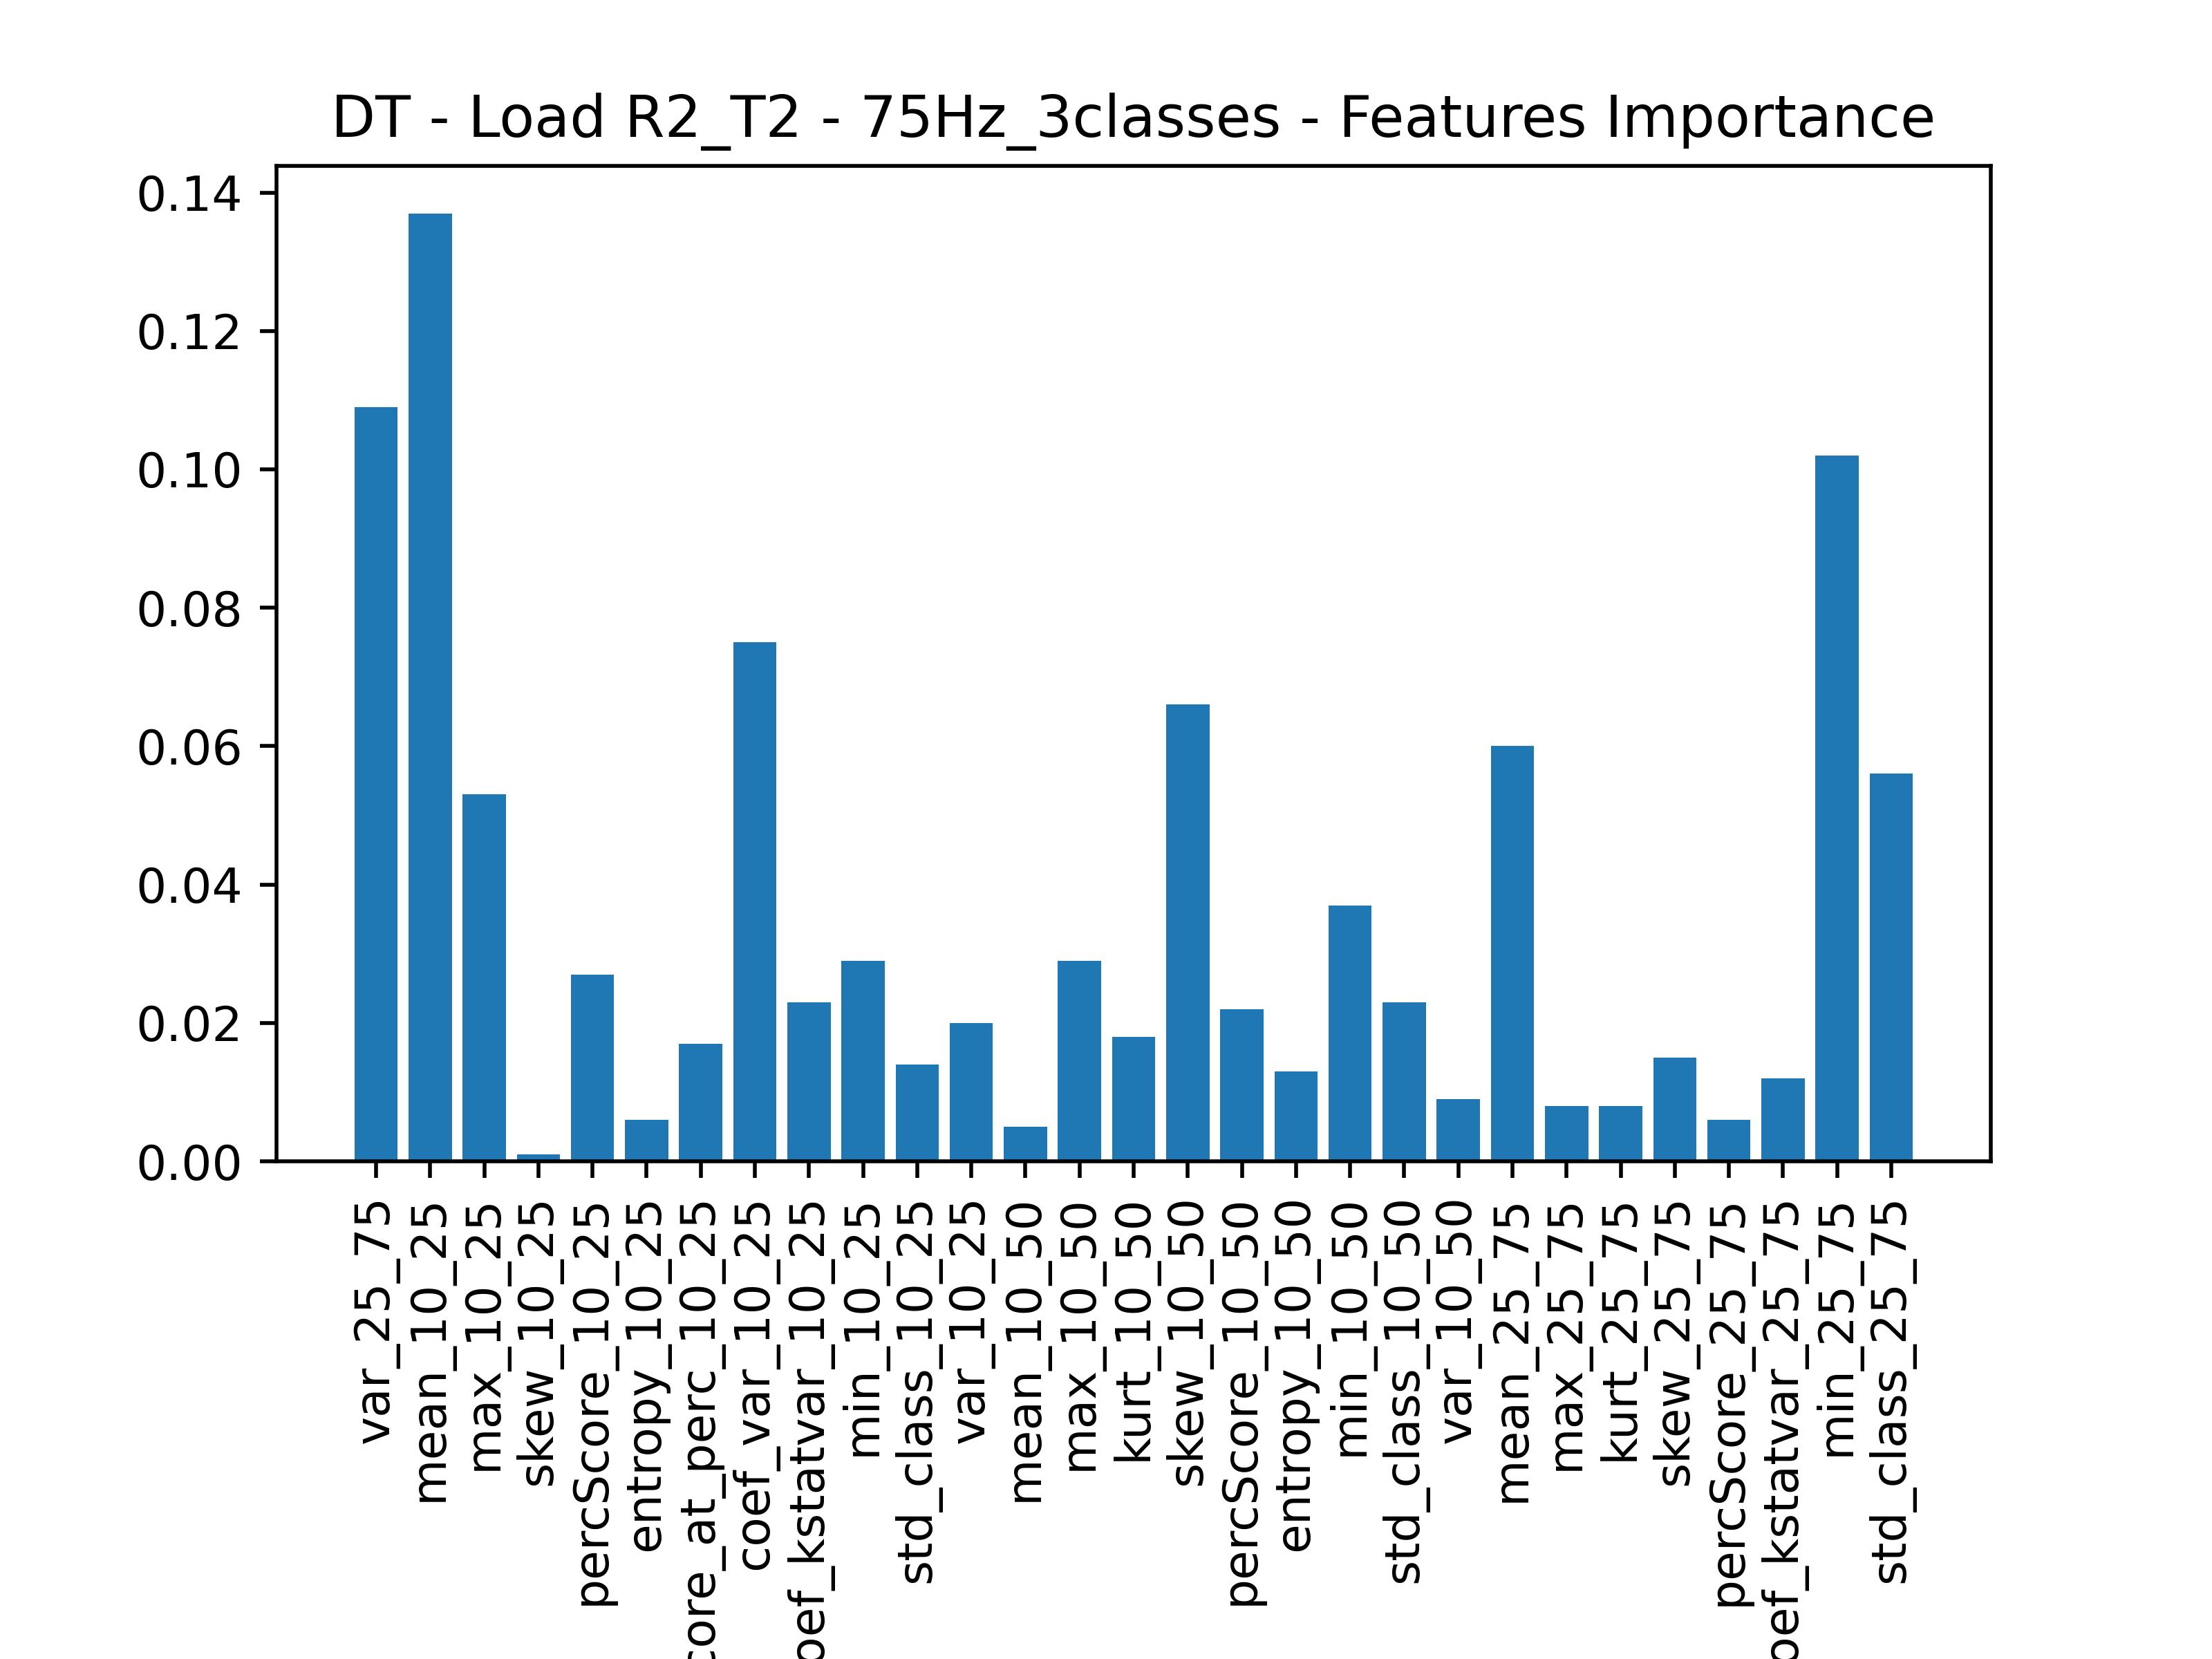 DT - Load R2_T2 - 75Hz_3classes - Features Importance
0.14
0.12
0.10
0.08
0.06
0.04
0.02
0.00
var_25_75
mean_10_25
max_10_25
skew_10_25
percScore_10_25
entropy_10_25
core_at_perc_10_25
coef_var_10_25
oef_kstatvar_10_25
min_10_25
std_class_10_25
var_10_25
mean_10_50
max_10_50
kurt_10_50
skew_10_50
percScore_10_50
entropy_10_50
min_10_50
std_class_10_50
var_10_50
mean_25_75
max_25_75
kurt_25_75
skew_25_75
percScore_25_75
oef_kstatvar_25_75
min_25_75
std_class_25_75